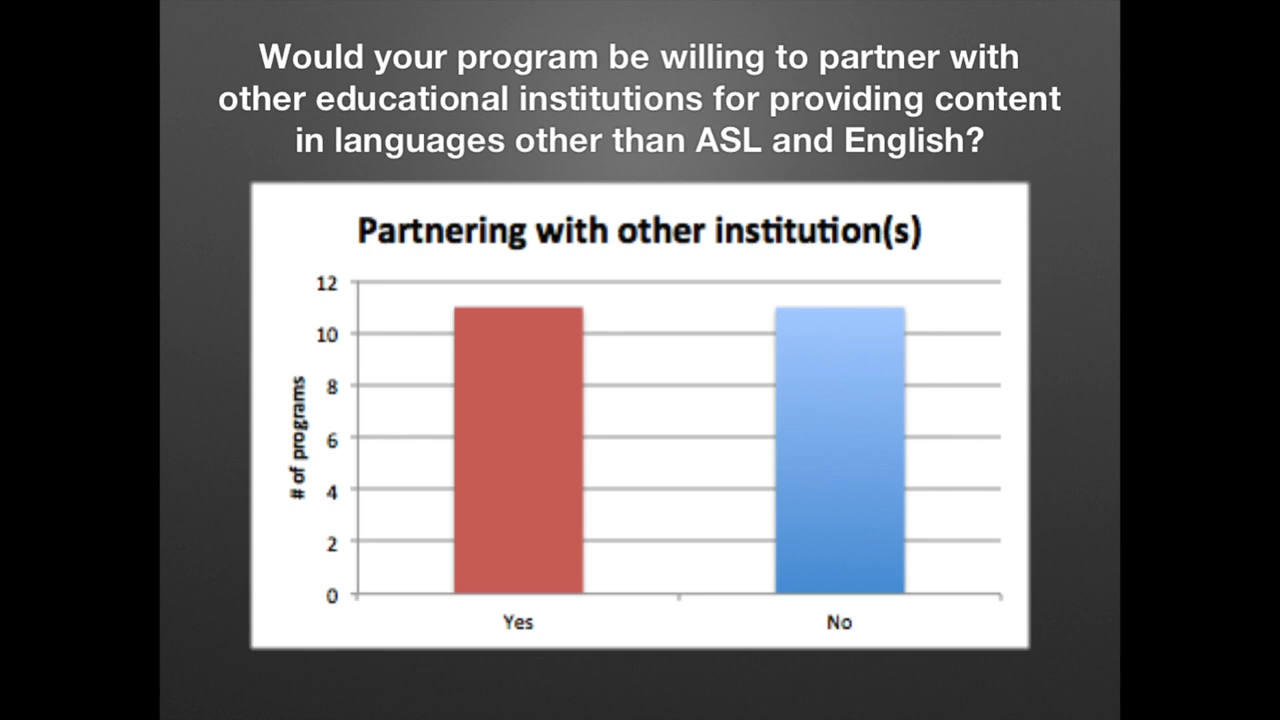 Would your program be willing to partner with
other educational institutions for providing content
in languages other than ASL and English?
Partnering with other institution(s)
12
10
8
6
4
2
0
# of programs
Yes
No